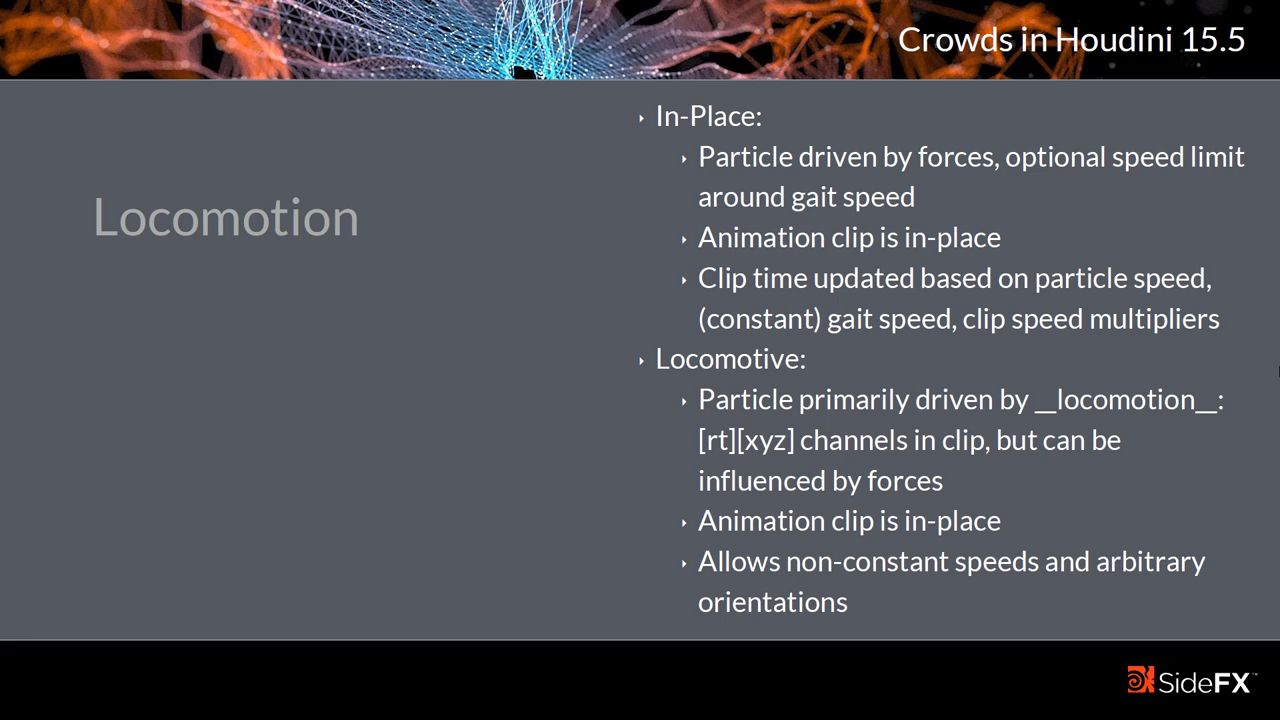 Crowds in Houdini 15.5
Locomotion
In-Place:
Particle driven by forces, optional speed limit
around gait speed
Animation clip is in-place
Clip time updated based on particle speed,
(constant) gait speed, clip speed multipliers
Locomotive:
Particle primarily driven by __locomotion__:
[rt][xyz] channels in clip, but can be
influenced by forces
Animation clip is in-place
Allows non-constant speeds and arbitrary
orientations
SideFX™